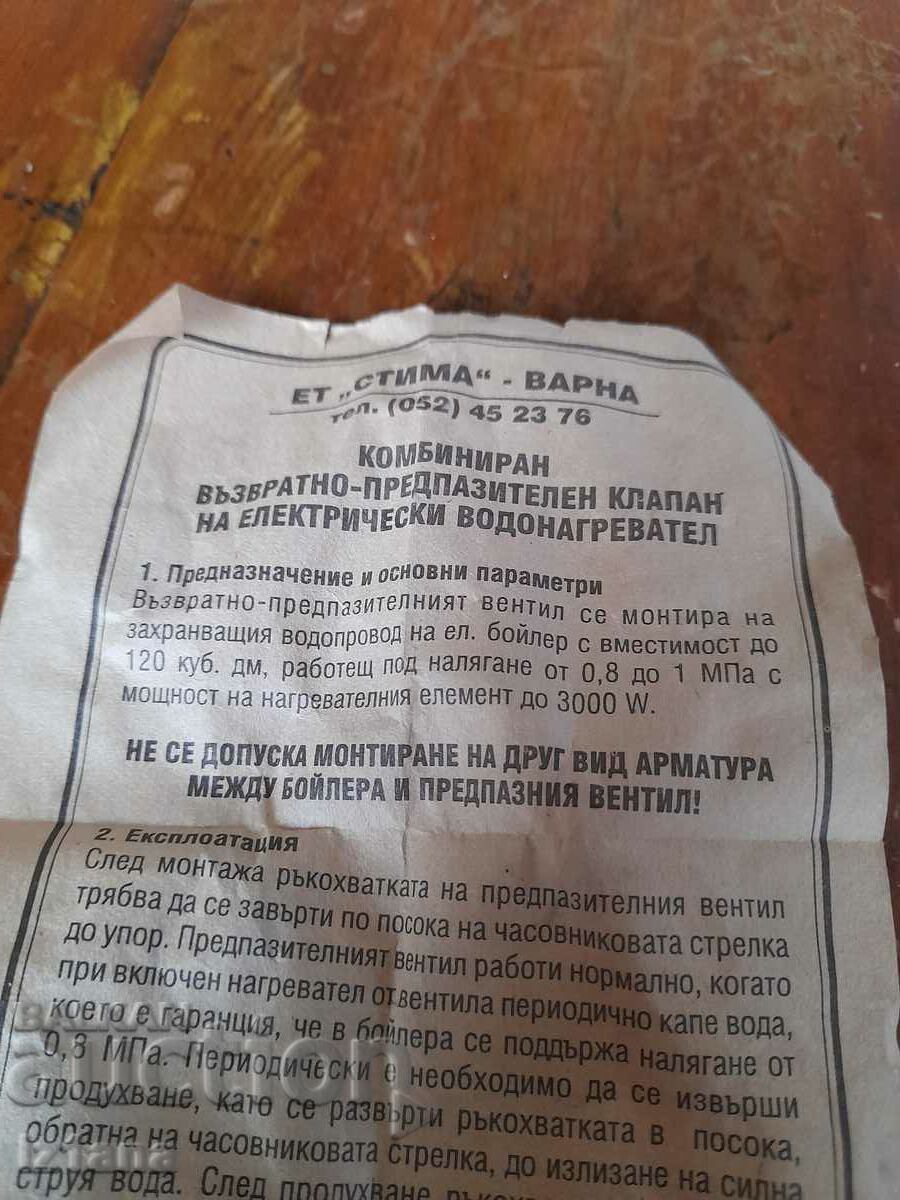 ЕТ „СТИМА“ - ВАРНА
тел. (052) 45 23 76
КОМБИНИРАН
ВЪЗВРАТНО-ПРЕДПАЗИТЕЛЕН КЛАПАН
НА ЕЛЕКТРИЧЕСКИ ВОДОНАГРЕВАТЕЛ
1. Предназначение и основни параметри
Възвратно-предпазителният вентил се монтира на
захранващия водопровод на ел. бойлер с вместимост до
120 куб. дм, работещ под налягане от 0,8 до 1 МПа с
мощност на нагревателния елемент до 3000 W.
НЕ СЕ ДОПУСКА МОНТИРАНЕ НА ДРУГ ВИД АРМАТУРА
МЕЖДУ БОЙЛЕРА И ПРЕДПАЗНИЯ ВЕНТИЛ!
2. Експлоатация
След монтажа ръкохватката на предпазителния вентил
трябва да се завърти по посока на часовниковата стрелка
до упор. Предпазителният вентил работи нормално, когато
при включен нагревател от вентила периодично капе вода,
което е гаранция, че в бойлера се поддържа налягане от
0,8 МПа. Периодически е необходимо да се извърши
продухване, като се развърти ръкохватката в посока,
обратна на часовниковата стрелка, до излизане на силна
струя вода. След продухване
BALKAN
auction
izjana